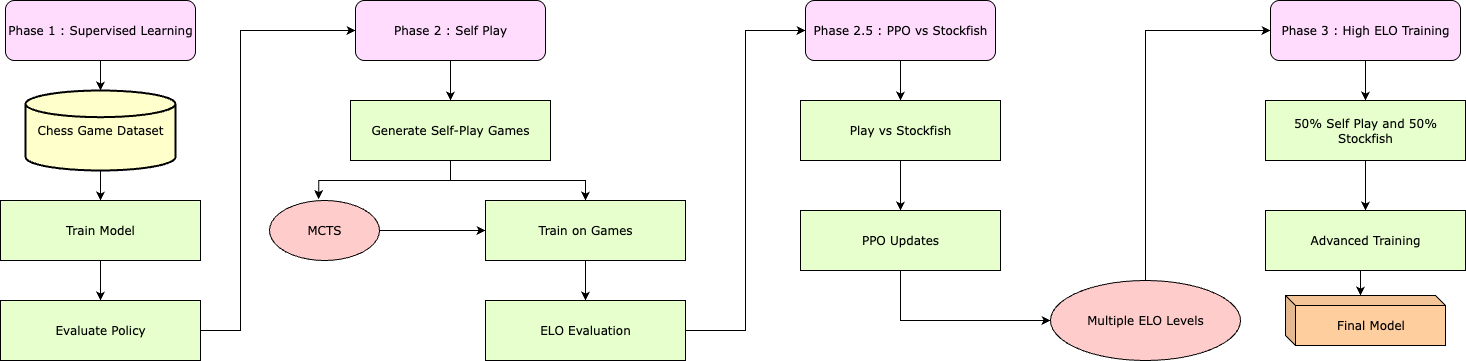 Phase 1 : Supervised Learning
Chess Game Dataset
Train Model
Evaluate Policy
Phase 2 : Self Play
Generate Self-Play Games
MCTS
Train on Games
ELO Evaluation
Phase 2.5 : PPO vs Stockfish
Play vs Stockfish
PPO Updates
Multiple ELO Levels
Phase 3 : High ELO Training
50% Self Play and 50%
Stockfish
Advanced Training
Final Model